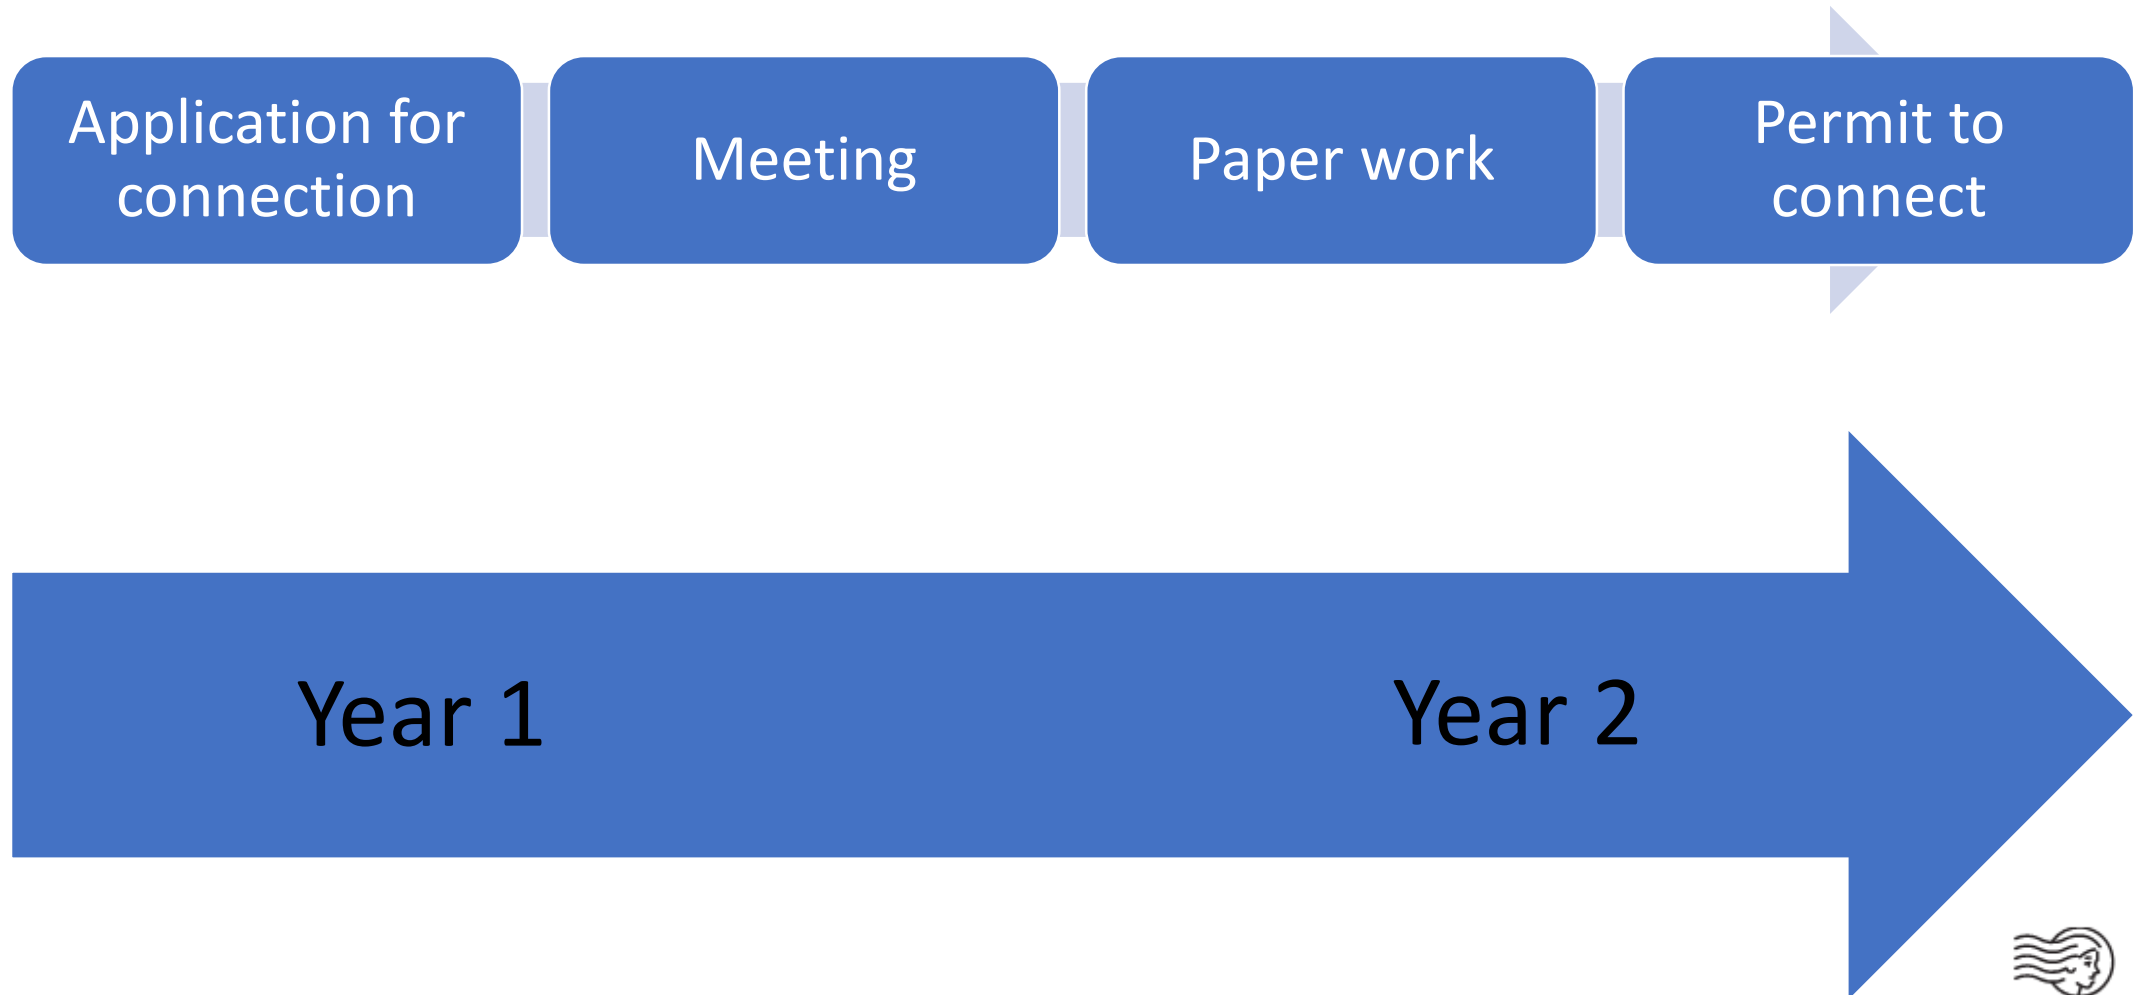 Application for
connection
Meeting
Paper work
Permit to
connect
Year 1
Year 2